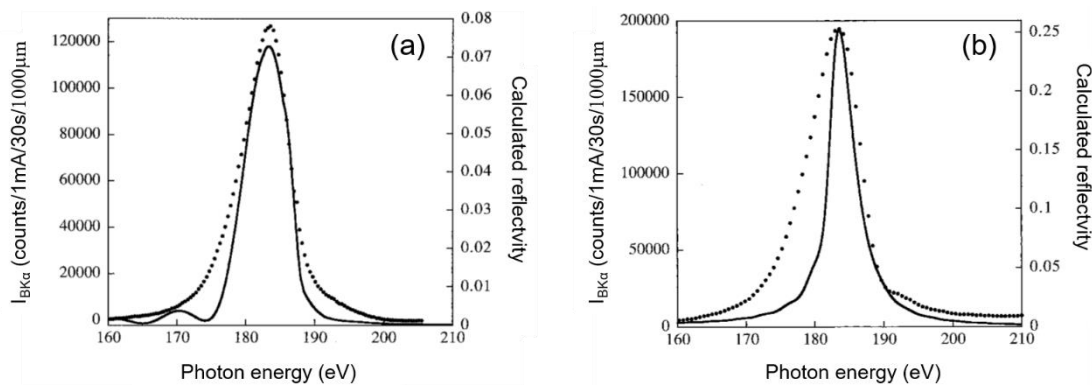 (a)
I_BKα (counts/1mA/30s/1000µm)
120000
100000
80000
60000
40000
20000
0
160 170 180 190 200 210
Photon energy (eV)
0.08
0.07
0.06
0.05
0.04
0.03
0.02
0.01
0
Calculated reflectvity
(b)
I_BKα (counts/1mA/30s/1000µm)
200000
150000
100000
50000
0
160 170 180 190 200 210
Photon energy (eV)
0.25
0.2
0.15
0.1
0.05
0
Calculated reflectvity